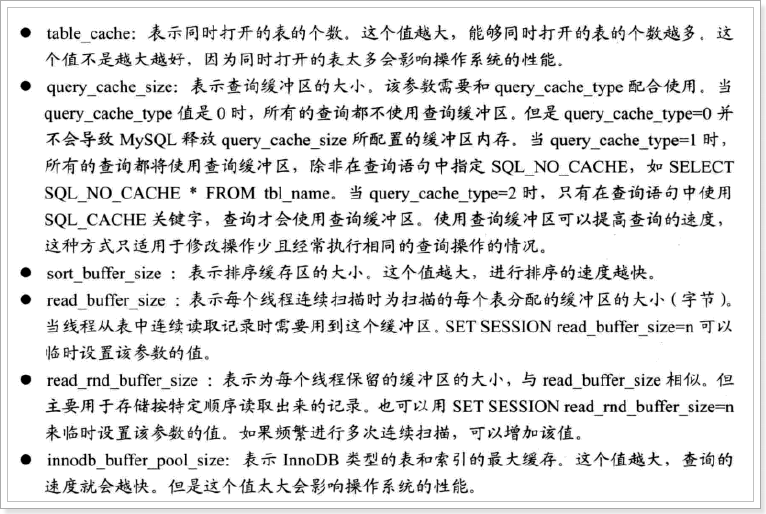 ● table_cache：表示同时打开的表的个数。这个值越大，能够同时打开的表的个数越多。这
个值不是越大越好，因为同时打开的表太多会影响操作系统的性能。
● query_cache_size：表示查询缓冲区的大小。该参数需要和 query_cache_type 配合使用。当
query_cache_type 值是 0 时，所有的查询都不使用查询缓冲区。但是 query_cache_type=0 并
不会导致 MySQL 释放 query_cache_size 所配置的缓冲区内存。当 query_cache_type=1 时，
所有的查询都将使用查询缓冲区，除非在查询语句中指定 SQL_NO_CACHE，如 SELECT
SQL_NO_CACHE * FROM tbl_name。当 query_cache_type=2 时，只有在查询语句中使用
SQL_CACHE 关键字，查询才会使用查询缓冲区。使用查询缓冲区可以提高查询的速度，
这种方式只适用于修改操作少且经常执行相同的查询操作的情况。
● sort_buffer_size ：表示排序缓存区的大小。这个值越大，进行排序的速度越快。
● read_buffer_size ：表示每个线程连续扫描时为扫描的每个表分配的缓冲区的大小（字节）。
当线程从表中连续读取记录时需要用到这个缓冲区。SET SESSION read_buffer_size=n 可以
临时设置该参数的值。
● read_rnd_buffer_size ：表示为每个线程保留的缓冲区的大小，与 read_buffer_size 相似。但
主要用于存储按特定顺序读取出来的记录。也可以用 SET SESSION read_rnd_buffer_size=n
来临时设置该参数的值。如果频繁进行多次连续扫描，可以增加该值。
● innodb_buffer_pool_size：表示 InnoDB 类型的表和索引的最大缓存。这个值越大，查询的
速度就会越快。但是这个值太大会影响操作系统的性能。